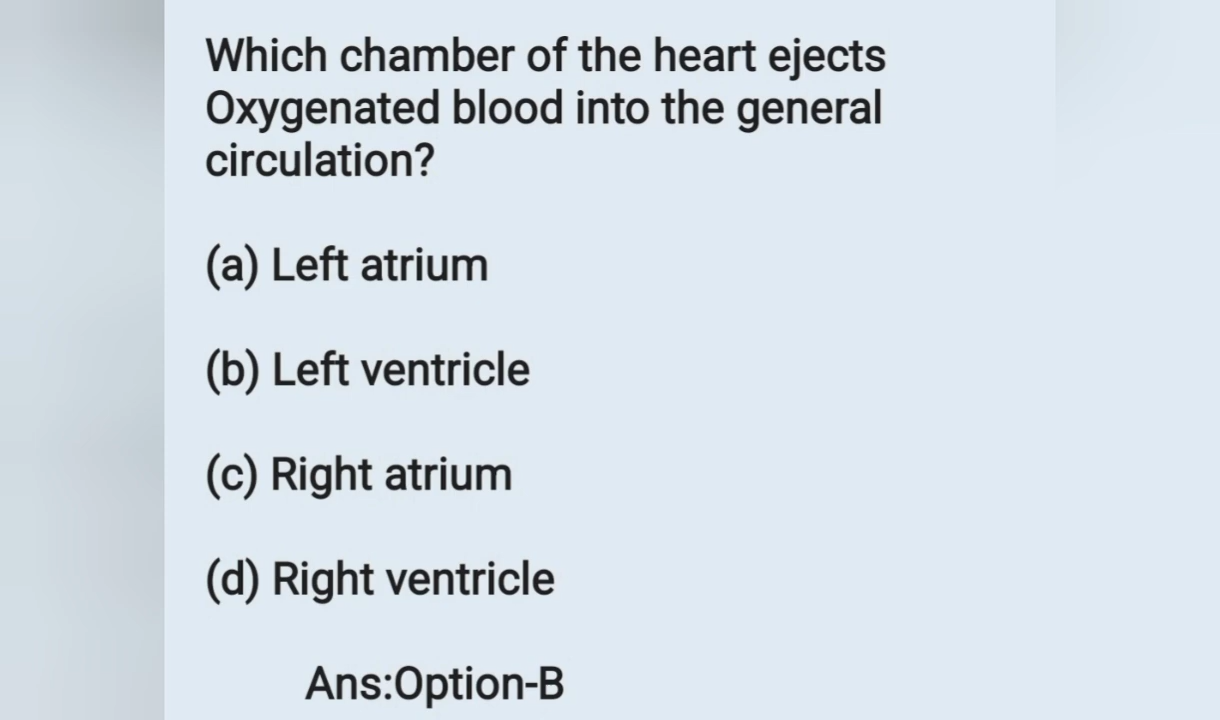 Which chamber of the heart ejects
Oxygenated blood into the general
circulation?
(a) Left atrium
(b) Left ventricle
(c) Right atrium
(d) Right ventricle
Ans:Option-B